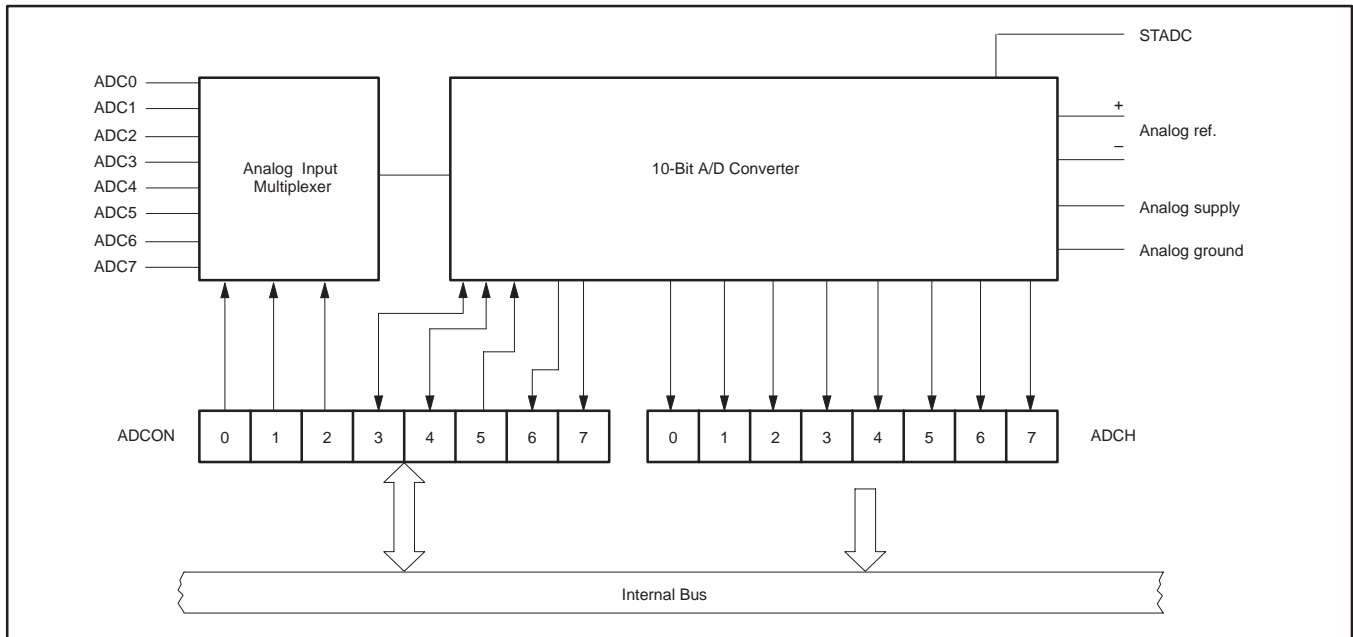 STADC
ADC0
ADC1
ADC2
ADC3
ADC4
ADC5
ADC6
ADC7
Analog Input
Multiplexer
10-Bit A/D Converter
+
Analog ref.
–
Analog supply
Analog ground
ADCON 0 1 2 3 4 5 6 7
0 1 2 3 4 5 6 7 ADCH
Internal Bus